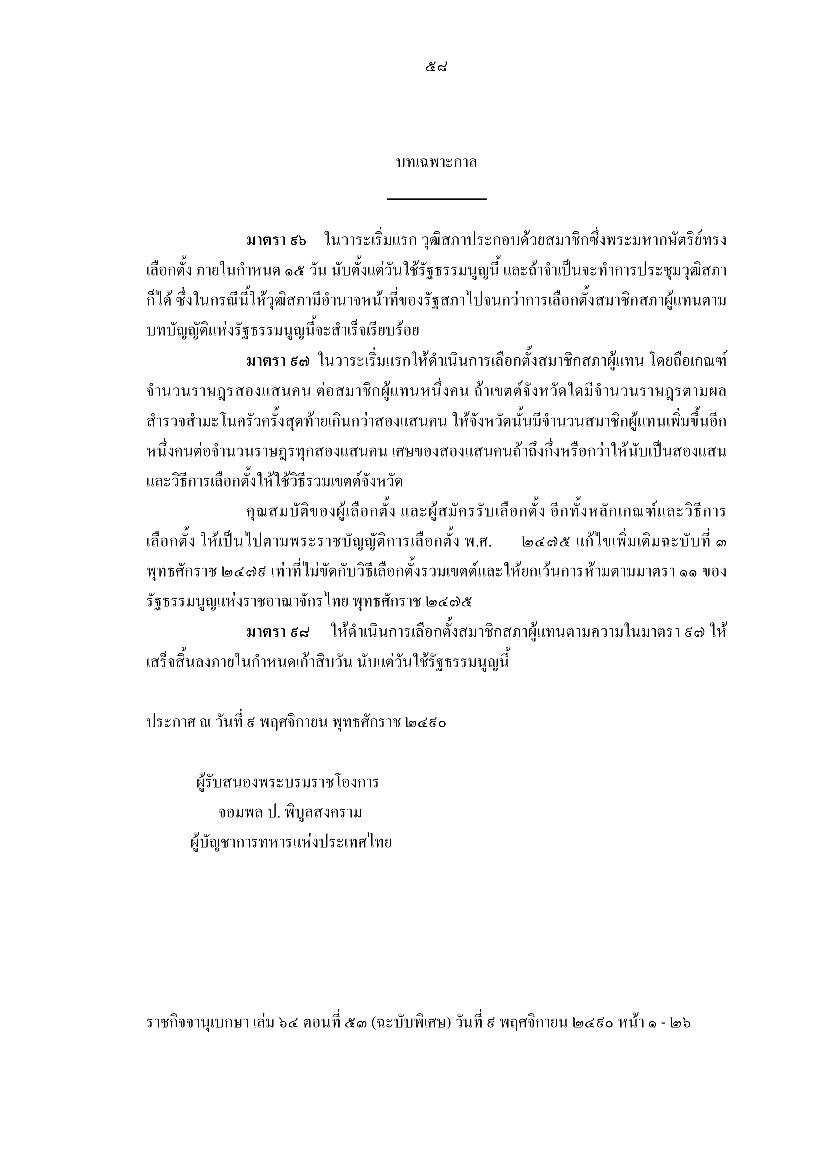 ๕๘
บทเฉพาะกาล
มาตรา ๙๖ ในวาระเริ่มแรก วุฒิสภาประกอบด้วยสมาชิกซึ่งพระมหากษัตริย์ทรง
เลือกตั้ง ภายในกำหนด ๑๕ วัน นับตั้งแต่วันใช้รัฐธรรมนูญนี้ และถ้าจำเป็นจะทำการประชุมวุฒิสภา
ก็ได้ ซึ่งในกรณีนี้ให้วุฒิสภามีอำนาจหน้าที่ของรัฐสภาไปจนกว่าการเลือกตั้งสมาชิกสภาผู้แทนตาม
บทบัญญัติแห่งรัฐธรรมนูญนี้จะสำเร็จเรียบร้อย
มาตรา ๙๗ ในวาระเริ่มแรกให้ดำเนินการเลือกตั้งสมาชิกสภาผู้แทน โดยถือเกณฑ์
จำนวนราษฎรสองแสนคน ต่อสมาชิกผู้แทนหนึ่งคน ถ้าเขตต์จังหวัดใดมีจำนวนราษฎรตามผล
สำรวจสำมะโนครัวครั้งสุดท้ายเกินกว่าสองแสนคน ให้จังหวัดนั้นมีจำนวนสมาชิกผู้แทนเพิ่มขึ้นอีก
หนึ่งคนต่อจำนวนราษฎรทุกสองแสนคน เศษของสองแสนคนถ้าถึงกึ่งหรือกว่าให้นับเป็นสองแสน
และวิธีการเลือกตั้งให้ใช้วิธีรวมเขตต์จังหวัด
คุณสมบัติของผู้เลือกตั้ง และผู้สมัครรับเลือกตั้ง อีกทั้งหลักเกณฑ์และวิธีการ
เลือกตั้ง ให้เป็นไปตามพระราชบัญญัติการเลือกตั้ง พ.ศ. ๒๔๗๕ แก้ไขเพิ่มเติมฉะบับที่ ๓
พุทธศักราช ๒๔๗๙ เท่าที่ไม่ขัดกับวิธีเลือกตั้งรวมเขตต์และให้ยกเว้นการห้ามตามมาตรา ๑๑ ของ
รัฐธรรมนูญแห่งราชอาณาจักรไทย พุทธศักราช ๒๔๗๕
มาตรา ๙๘ ให้ดำเนินการเลือกตั้งสมาชิกสภาผู้แทนตามความในมาตรา ๙๗ ให้
เสร็จสิ้นลงภายในกำหนดเก้าสิบวัน นับแต่วันใช้รัฐธรรมนูญนี้
ประกาศ ณ วันที่ ๙ พฤศจิกายน พุทธศักราช ๒๔๙๐
ผู้รับสนองพระบรมราชโองการ
จอมพล ป. พิบูลสงคราม
ผู้บัญชาการทหารแห่งประเทศไทย
ราชกิจจานุเบกษา เล่ม ๖๔ ตอนที่ ๕๓ (ฉะบับพิเศษ) วันที่ ๙ พฤศจิกายน ๒๔๙๐ หน้า ๑ - ๒๖